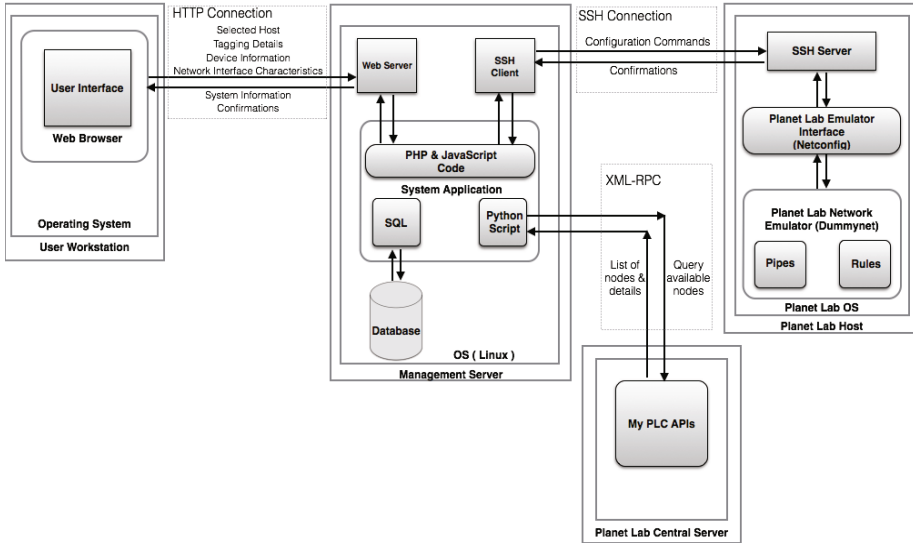 HTTP Connection
Selected Host
Tagging Details
Device Information
Network Interface Characteristics
System Information
Confirmations
User Interface
Web Browser
Operating System
User Workstation
Web Server
SSH
Client
PHP & JavaScript
Code
System Application
SQL
Python
Script
Database
OS ( Linux )
Management Server
SSH Connection
Configuration Commands
Confirmations
SSH Server
Planet Lab Emulator
Interface
(Netconfig)
Planet Lab Network
Emulator (Dummynet)
Pipes
Rules
Planet Lab OS
Planet Lab Host
XML-RPC
List of
nodes &
details
Query
available
nodes
My PLC APIs
Planet Lab Central Server